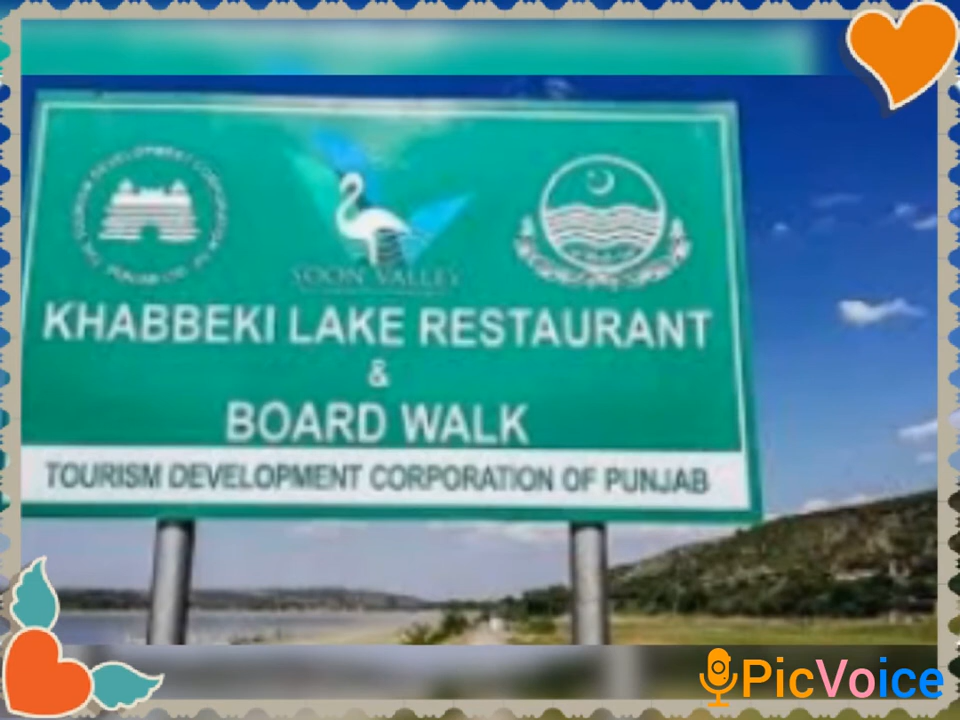 SOON VALLEY
KHABBEKI LAKE RESTAURANT
&
BOARD WALK
TOURISM DEVELOPMENT CORPORATION OF PUNJAB
PicVoice